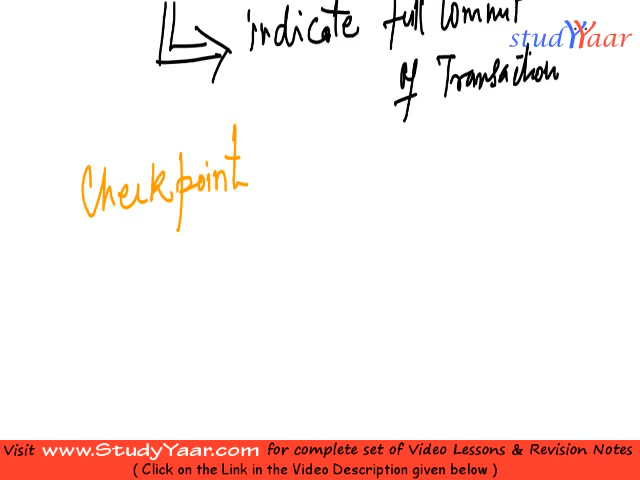 indicate full Commit
studYYaar
of Transaction
Checkpoint
Visit www.StudyYaar.com for complete set of Video Lessons & Revision Notes
( Click on the Link in the Video Description given below )